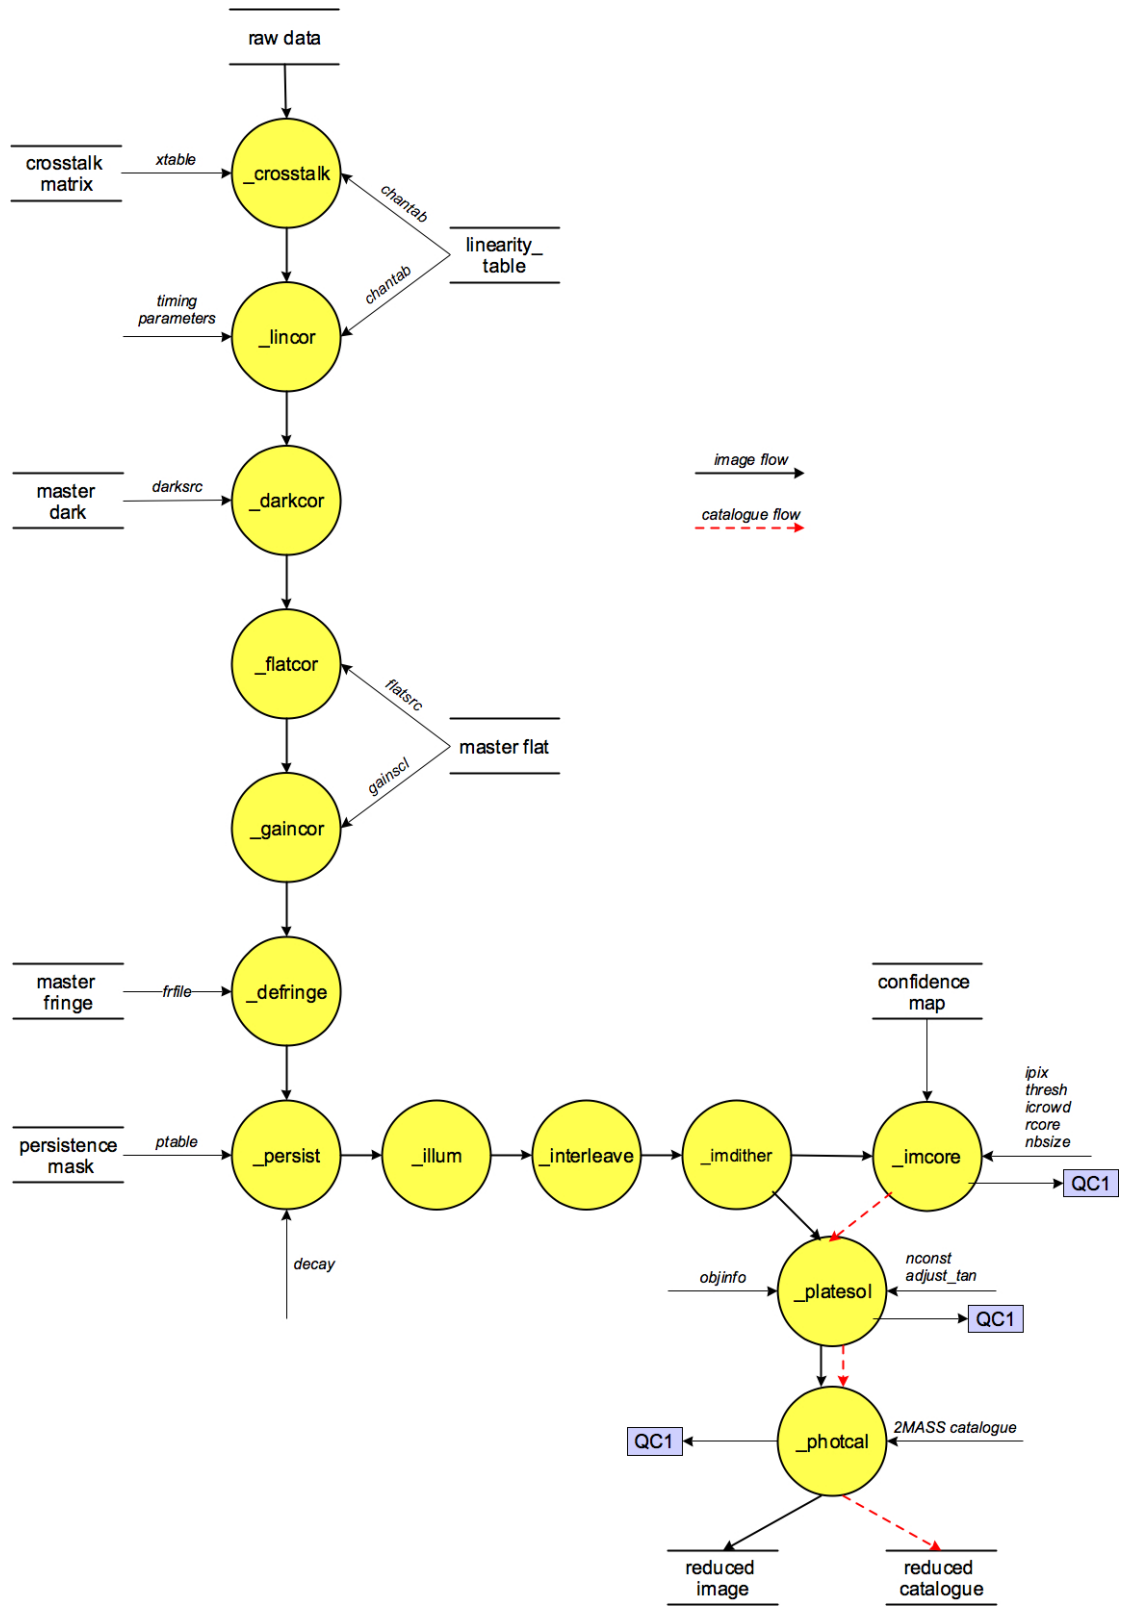 raw data
crosstalk
matrix
xtable
_crosstalk
chantab
linearity_
table
chantab
timing
parameters
_lincor
master
dark
darksrc
_darkcor
image flow
catalogue flow
_flatcor
flatsrc
master flat
gainscl
_gaincor
master
fringe
frfile
_defringe
confidence
map
ipix
thresh
icrowd
rcore
nbsize
persistence
mask
ptable
_persist
_illum
_interleave
_imdither
_imcore
QC1
decay
objinfo
_platesol
nconst
adjust_tan
QC1
QC1
_photcal
2MASS catalogue
reduced
image
reduced
catalogue